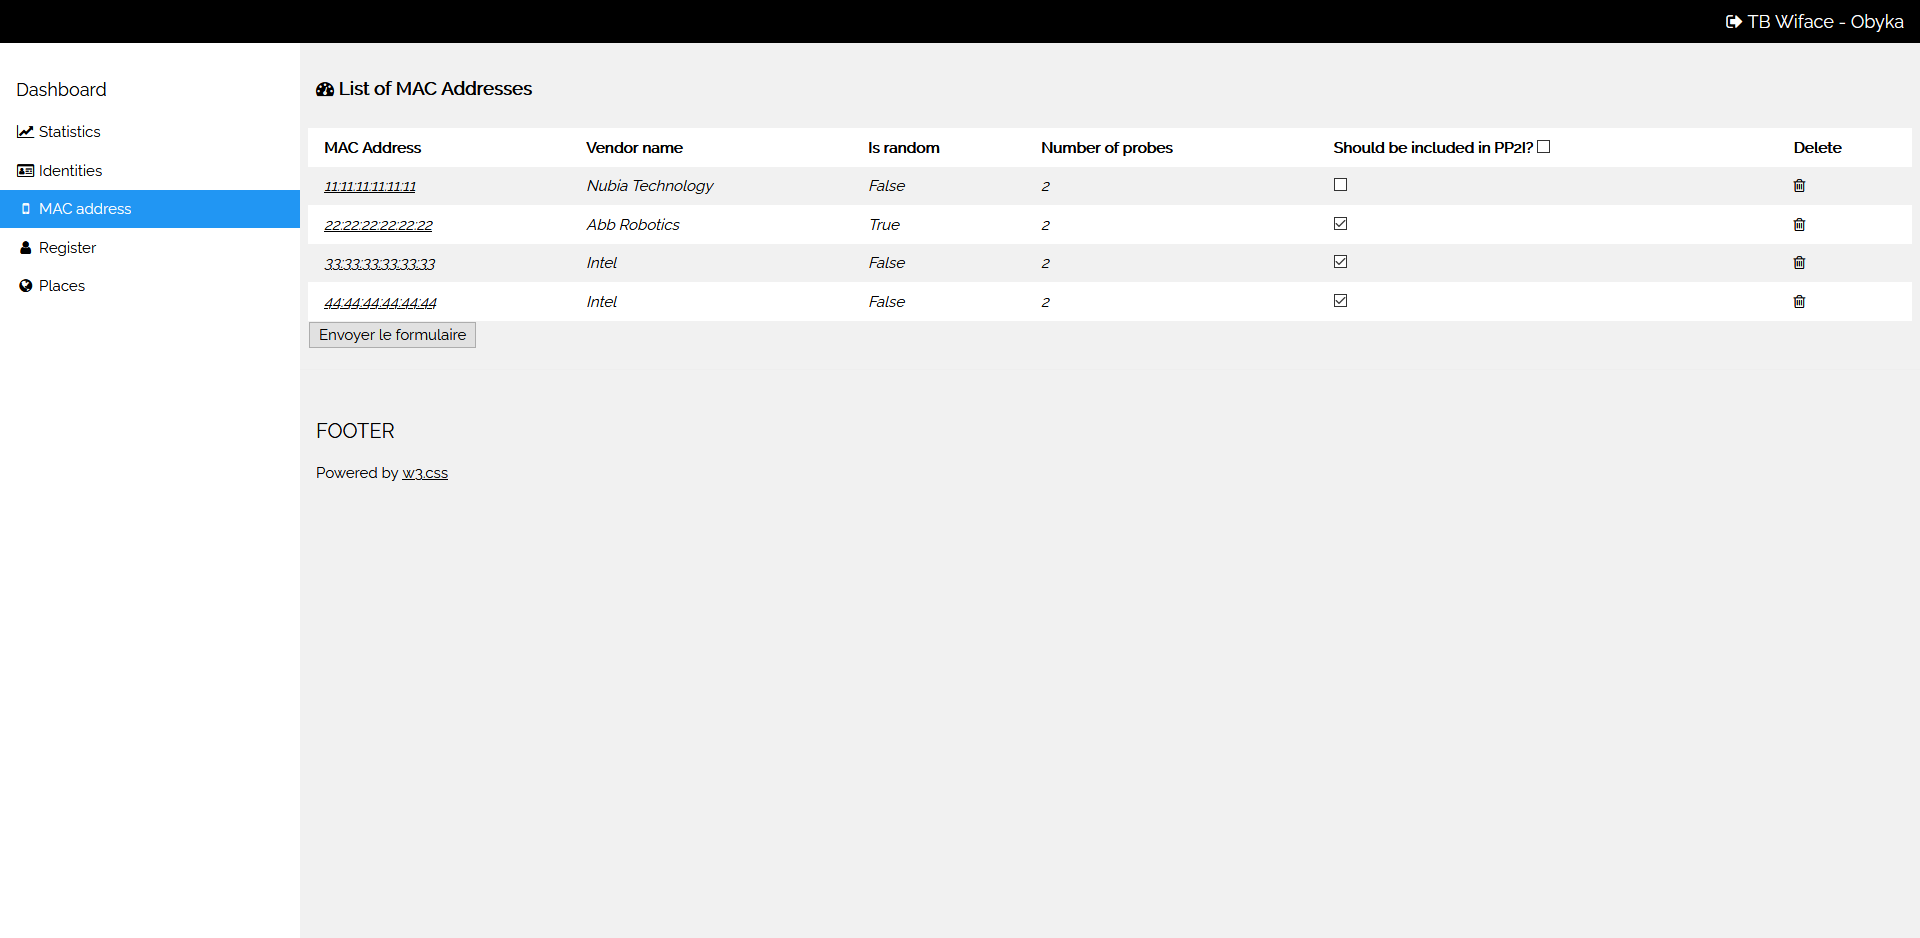 TB Wiface - Obyka
Dashboard
Statistics
Identities
MAC address
Register
Places
List of MAC Addresses
MAC Address Vendor name Is random Number of probes Should be included in PP2I? Delete
11:11:11:11:11:11 Nubia Technology False 2
22:22:22:22:22:22 Abb Robotics True 2
33:33:33:33:33:33 Intel False 2
44:44:44:44:44:44 Intel False 2
Envoyer le formulaire
FOOTER
Powered by w3.css